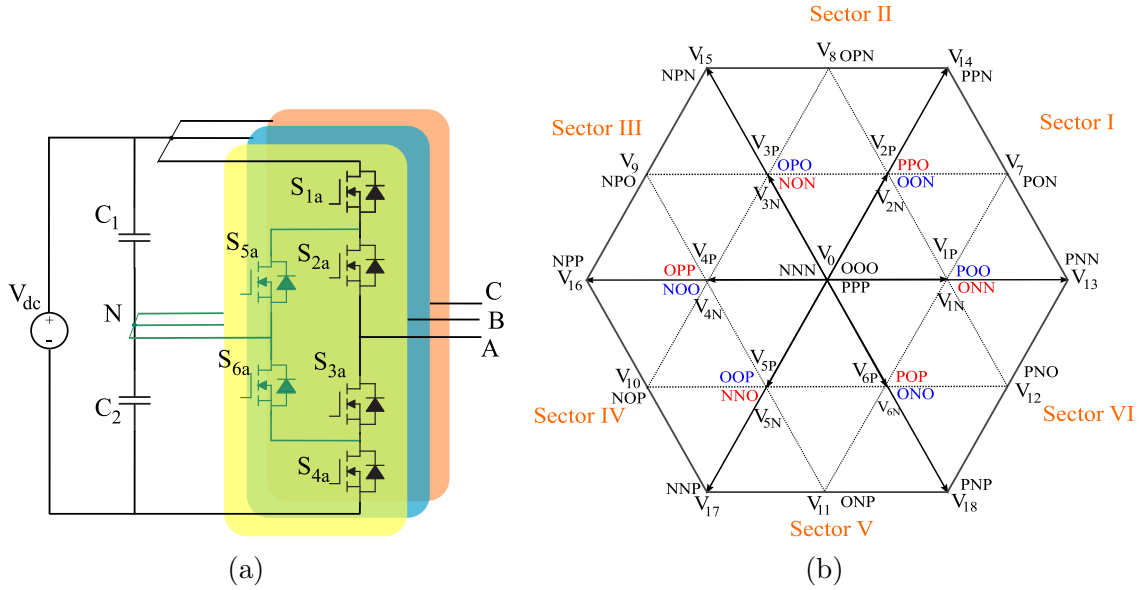 S1a
C1
S5a
S2a
Vdc
+
-
N
C
B
A
S6a
S3a
C2
S4a
(a)
Sector II
V15
V8 OPN
V14
NPN
PPN
Sector III
Sector I
V3P
V2P
V9
OPO
PPO
V7
NPO
NON
OON
PON
V3N
V2N
V4P
V0
V1P
NPP
OPP
NNN
OOO
POO
PNN
V16
NOO
PPP
ONN
V13
V4N
V1N
V5P
V6P
V10
OOP
POP
PNO
NOP
NNO
ONO
V12
Sector IV
V5N
V6N
Sector VI
NNP
V11
ONP
PNP
V17
V18
Sector V
(b)